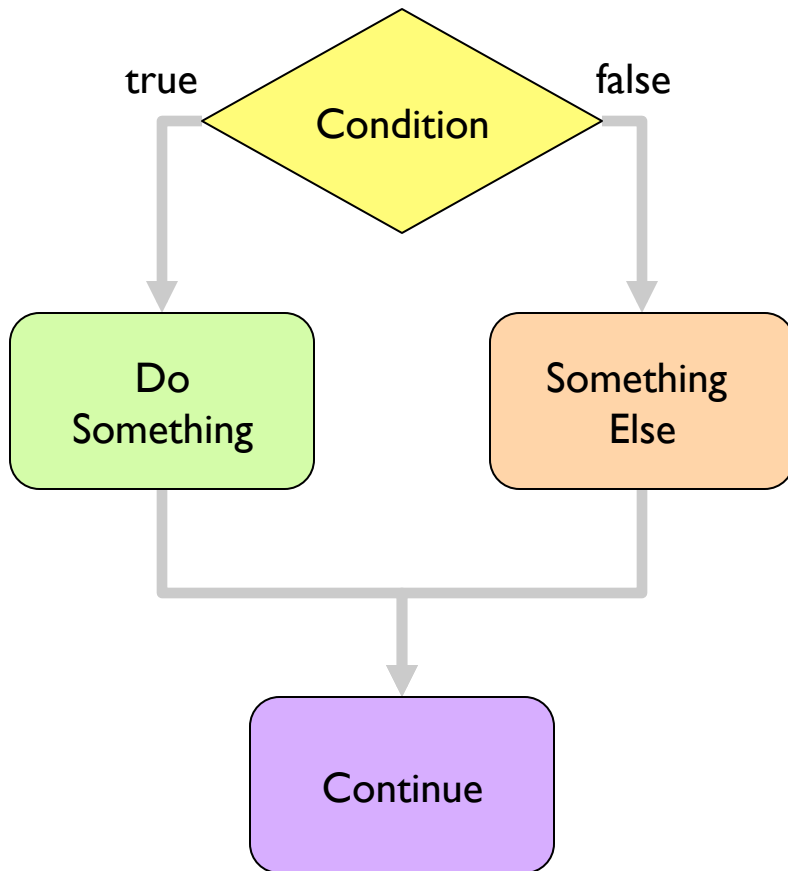 true
false
Condition
Do
Something
Something
Else
Continue